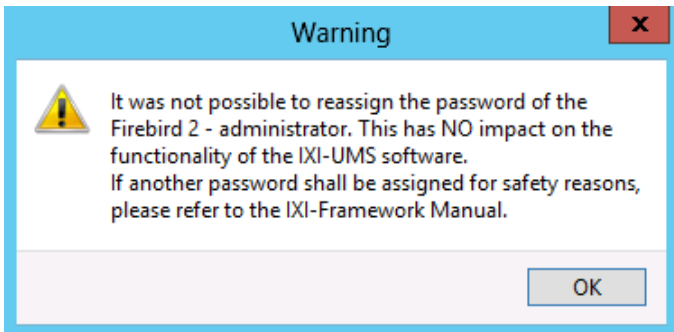 Warning
x
It was not possible to reassign the password of the
Firebird 2 - administrator. This has NO impact on the
functionality of the IXI-UMS software.
If another password shall be assigned for safety reasons,
please refer to the IXI-Framework Manual.
OK